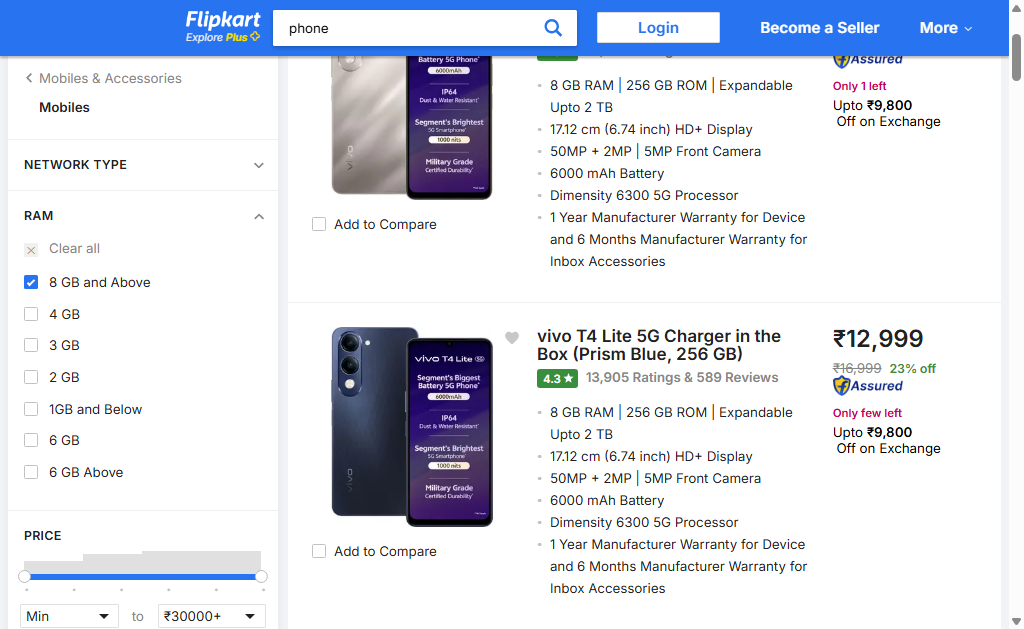 Flipkart
Explore Plus
phone
Login
Become a Seller
More
Mobiles & Accessories
Mobiles
NETWORK TYPE
RAM
Clear all
8 GB and Above
4 GB
3 GB
2 GB
1GB and Below
6 GB
6 GB Above
PRICE
Min
to
₹30000+
Battery 5G Phone
6000mAh
IP64
Dust & Water Resistant
Segment's Brightest
5G Smartphone
1000 nits
Military Grade
Certified Durability
vivo
Add to Compare
8 GB RAM | 256 GB ROM | Expandable
Upto 2 TB
17.12 cm (6.74 inch) HD+ Display
50MP + 2MP | 5MP Front Camera
6000 mAh Battery
Dimensity 6300 5G Processor
1 Year Manufacturer Warranty for Device
and 6 Months Manufacturer Warranty for
Inbox Accessories
Assured
Only 1 left
Upto ₹9,800
Off on Exchange
vivo T4 Lite 5G
Segment's Biggest
Battery 5G Phone
6000mAh
IP64
Dust & Water Resistant
Segment's Brightest
5G Smartphone
1000 nits
Military Grade
Certified Durability
vivo
Add to Compare
vivo T4 Lite 5G Charger in the
Box (Prism Blue, 256 GB)
4.3 ★ 13,905 Ratings & 589 Reviews
8 GB RAM | 256 GB ROM | Expandable
Upto 2 TB
17.12 cm (6.74 inch) HD+ Display
50MP + 2MP | 5MP Front Camera
6000 mAh Battery
Dimensity 6300 5G Processor
1 Year Manufacturer Warranty for Device
and 6 Months Manufacturer Warranty for
Inbox Accessories
₹12,999
₹16,999 23% off
Assured
Only few left
Upto ₹9,800
Off on Exchange